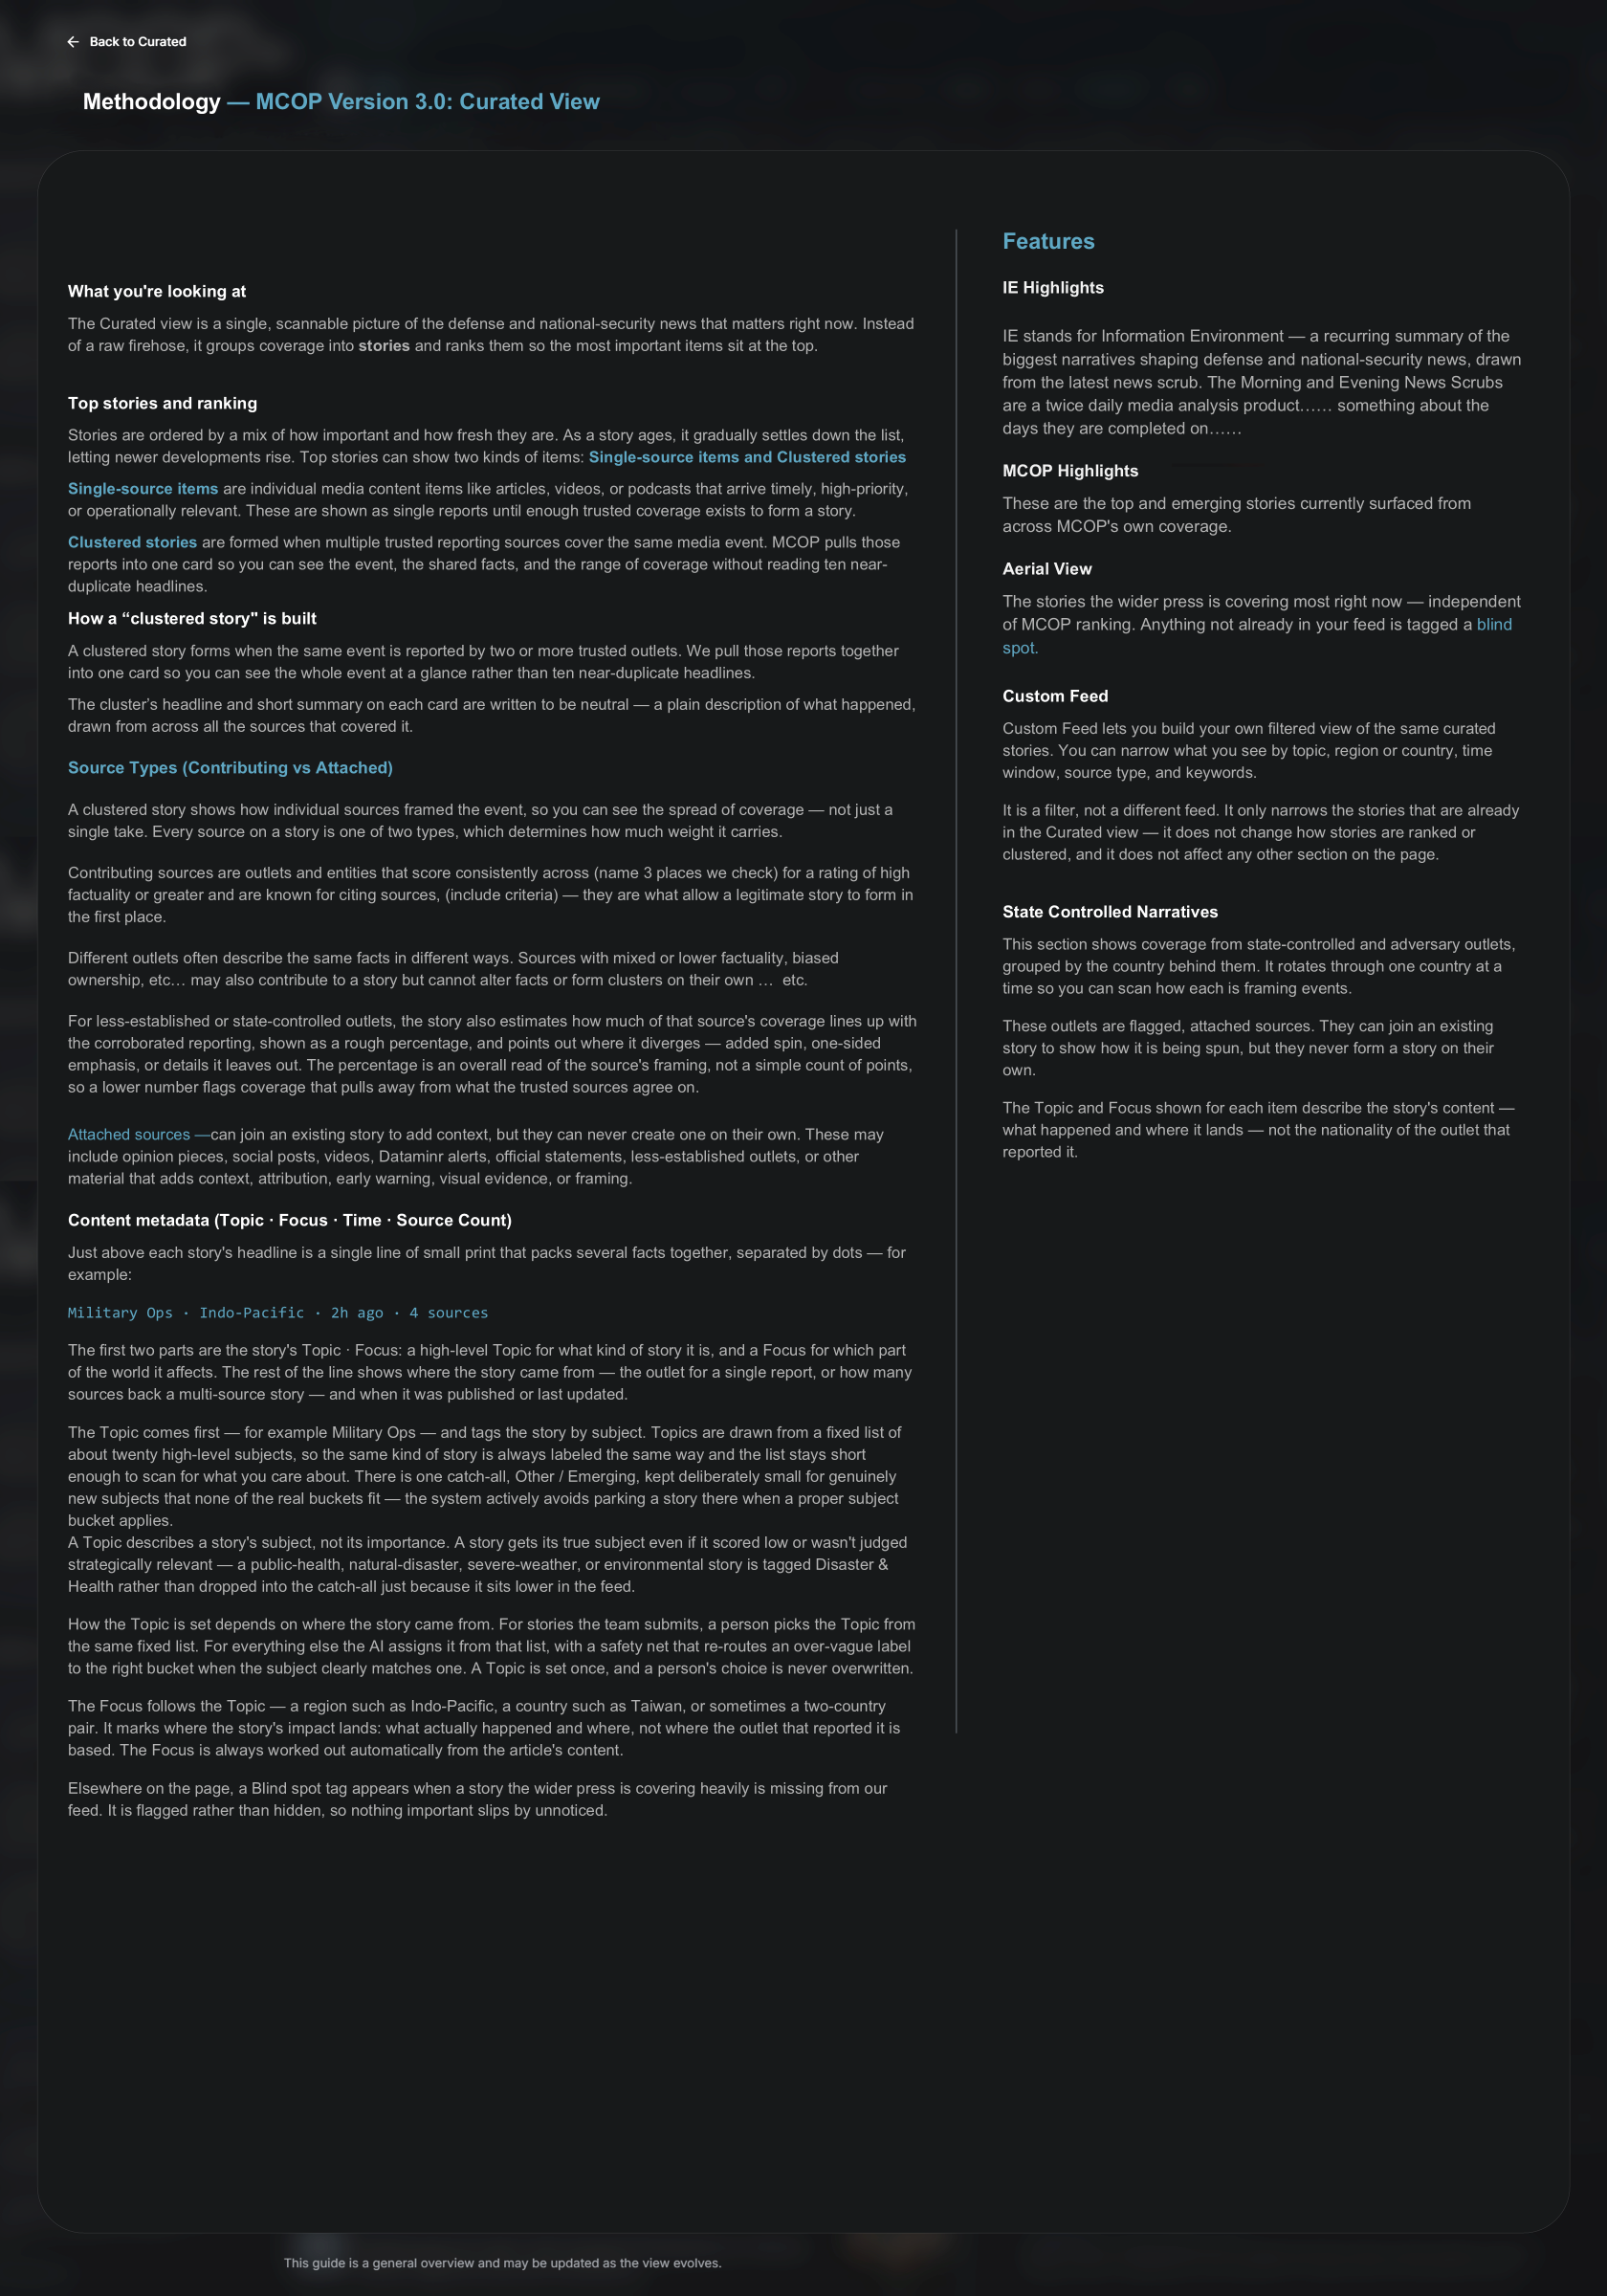 Back to Curated
Methodology — MCOP Version 3.0: Curated View
What you're looking at
The Curated view is a single, scannable picture of the defense and national-security news that matters right now. Instead
of a raw firehose, it groups coverage into stories and ranks them so the most important items sit at the top.
Top stories and ranking
Stories are ordered by a mix of how important and how fresh they are. As a story ages, it gradually settles down the list,
letting newer developments rise. Top stories can show two kinds of items: Single-source items and Clustered stories
Single-source items are individual media content items like articles, videos, or podcasts that arrive timely, high-priority,
or operationally relevant. These are shown as single reports until enough trusted coverage exists to form a story.
Clustered stories are formed when multiple trusted reporting sources cover the same media event. MCOP pulls those
reports into one card so you can see the event, the shared facts, and the range of coverage without reading ten near-
duplicate headlines.
How a “clustered story" is built
A clustered story forms when the same event is reported by two or more trusted outlets. We pull those reports together
into one card so you can see the whole event at a glance rather than ten near-duplicate headlines.
The cluster’s headline and short summary on each card are written to be neutral — a plain description of what happened,
drawn from across all the sources that covered it.
Source Types (Contributing vs Attached)
A clustered story shows how individual sources framed the event, so you can see the spread of coverage — not just a
single take. Every source on a story is one of two types, which determines how much weight it carries.
Contributing sources are outlets and entities that score consistently across (name 3 places we check) for a rating of high
factuality or greater and are known for citing sources, (include criteria) — they are what allow a legitimate story to form in
the first place.
Different outlets often describe the same facts in different ways. Sources with mixed or lower factuality, biased
ownership, etc… may also contribute to a story but cannot alter facts or form clusters on their own … etc.
For less-established or state-controlled outlets, the story also estimates how much of that source's coverage lines up with
the corroborated reporting, shown as a rough percentage, and points out where it diverges — added spin, one-sided
emphasis, or details it leaves out. The percentage is an overall read of the source's framing, not a simple count of points,
so a lower number flags coverage that pulls away from what the trusted sources agree on.
Attached sources —can join an existing story to add context, but they can never create one on their own. These may
include opinion pieces, social posts, videos, Dataminr alerts, official statements, less-established outlets, or other
material that adds context, attribution, early warning, visual evidence, or framing.
Content metadata (Topic · Focus · Time · Source Count)
Just above each story's headline is a single line of small print that packs several facts together, separated by dots — for
example:
Military Ops · Indo-Pacific · 2h ago · 4 sources
The first two parts are the story's Topic · Focus: a high-level Topic for what kind of story it is, and a Focus for which part
of the world it affects. The rest of the line shows where the story came from — the outlet for a single report, or how many
sources back a multi-source story — and when it was published or last updated.
The Topic comes first — for example Military Ops — and tags the story by subject. Topics are drawn from a fixed list of
about twenty high-level subjects, so the same kind of story is always labeled the same way and the list stays short
enough to scan for what you care about. There is one catch-all, Other / Emerging, kept deliberately small for genuinely
new subjects that none of the real buckets fit — the system actively avoids parking a story there when a proper subject
bucket applies.
A Topic describes a story's subject, not its importance. A story gets its true subject even if it scored low or wasn't judged
strategically relevant — a public-health, natural-disaster, severe-weather, or environmental story is tagged Disaster &
Health rather than dropped into the catch-all just because it sits lower in the feed.
How the Topic is set depends on where the story came from. For stories the team submits, a person picks the Topic from
the same fixed list. For everything else the AI assigns it from that list, with a safety net that re-routes an over-vague label
to the right bucket when the subject clearly matches one. A Topic is set once, and a person's choice is never overwritten.
The Focus follows the Topic — a region such as Indo-Pacific, a country such as Taiwan, or sometimes a two-country
pair. It marks where the story's impact lands: what actually happened and where, not where the outlet that reported it is
based. The Focus is always worked out automatically from the article's content.
Elsewhere on the page, a Blind spot tag appears when a story the wider press is covering heavily is missing from our
feed. It is flagged rather than hidden, so nothing important slips by unnoticed.
Features
IE Highlights
IE stands for Information Environment — a recurring summary of the
biggest narratives shaping defense and national-security news, drawn
from the latest news scrub. The Morning and Evening News Scrubs
are a twice daily media analysis product…… something about the
days they are completed on……
MCOP Highlights
These are the top and emerging stories currently surfaced from
across MCOP's own coverage.
Aerial View
The stories the wider press is covering most right now — independent
of MCOP ranking. Anything not already in your feed is tagged a blind
spot.
Custom Feed
Custom Feed lets you build your own filtered view of the same curated
stories. You can narrow what you see by topic, region or country, time
window, source type, and keywords.
It is a filter, not a different feed. It only narrows the stories that are already
in the Curated view — it does not change how stories are ranked or
clustered, and it does not affect any other section on the page.
State Controlled Narratives
This section shows coverage from state-controlled and adversary outlets,
grouped by the country behind them. It rotates through one country at a
time so you can scan how each is framing events.
These outlets are flagged, attached sources. They can join an existing
story to show how it is being spun, but they never form a story on their
own.
The Topic and Focus shown for each item describe the story's content —
what happened and where it lands — not the nationality of the outlet that
reported it.
This guide is a general overview and may be updated as the view evolves.